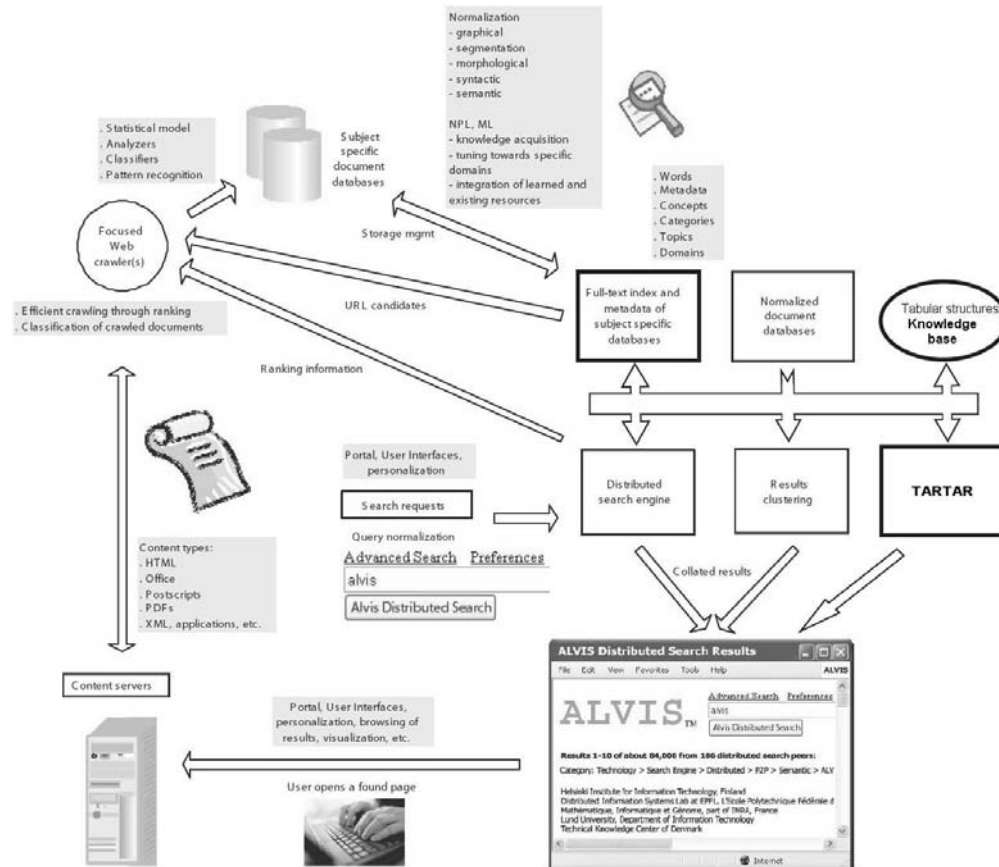 Normalization
- graphical
- segmentation
- morphological
- syntactic
- semantic
NPL, ML
- knowledge acquisition
- tuning towards specific
domains
- integration of learned and
existing resources
. Statistical model
. Analyzers
. Classifiers
. Pattern recognition
Subject
specific
document
databases
. Words
. Metadata
. Concepts
. Categories
. Topics
. Domains
Focused
Web
crawler(s)
Storage mgmt
. Efficient crawling through ranking
. Classification of crawled documents
URL candidates
Full-text index and
metadata of
subject specific
databases
Normalized
document
databases
Tabular structures
Knowledge
base
Ranking information
Portal, User Interfaces,
personalization
Search requests
Query normalization
Advanced Search Preferences
alvis
Alvis Distributed Search
Distributed
search engine
Results
clustering
TARTAR
Collated results
Content types:
. HTML
. Office
. Postscripts
. PDFs
. XML, applications, etc.
Content servers
Portal, User Interfaces,
personalization, browsing of
results, visualization, etc.
User opens a found page
ALVIS Distributed Search Results
File Edit View Favorites Tools Help ALVIS
ALVIS TM
Advanced Search Preferences
alvis
Alvis Distributed Search
Results 1-10 of about 84,000 from 186 distributed search peers:
Category: Technology > Search Engine > Distributed > P2P > Semantic > ALV
Helsinki Institute for Information Technology, Finland
Distributed Information Systems Lab at EPFL, L'Ecole Polytechnique Fédérale d
Mathématique, Informatique et Génome, part of INRA, France
Lund University, Department of Information Technology
Technical Knowledge Center of Denmark
Internet